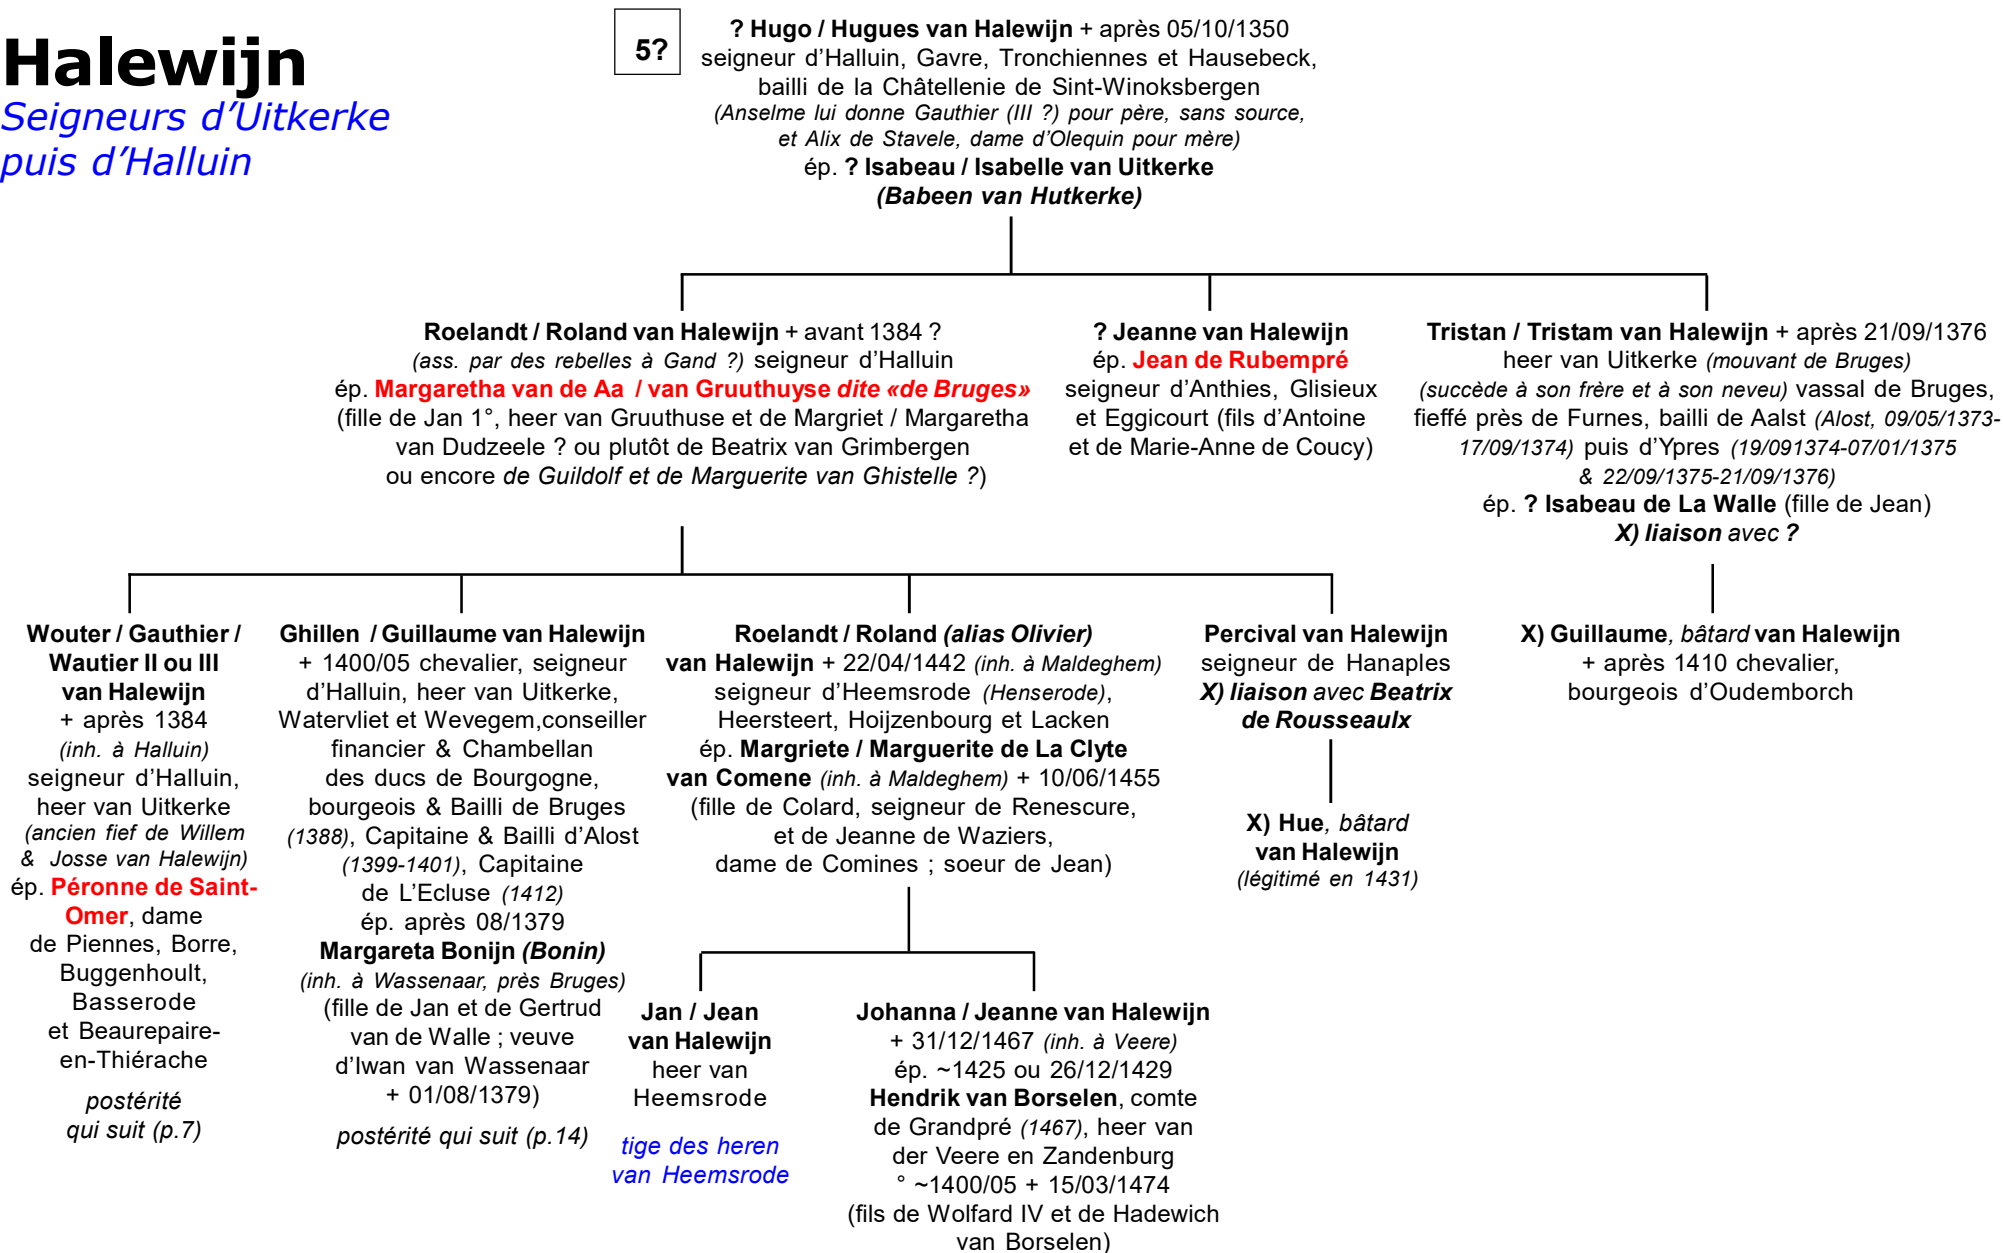 Halewijn
Seigneurs d’Uitkerke
puis d’Halluin
5?
? Hugo / Hugues van Halewijn + après 05/10/1350
seigneur d’Halluin, Gavre, Tronchiennes et Hausebeck,
bailli de la Châtellenie de Sint-Winoksbergen
(Anselme lui donne Gauthier (III ?) pour père, sans source,
et Alix de Stavele, dame d’Olequin pour mère)
ép. ? Isabeau / Isabelle van Uitkerke
(Babeen van Hutkerke)
Roelandt / Roland van Halewijn + avant 1384 ?
(ass. par des rebelles à Gand ?) seigneur d’Halluin
ép. Margaretha van de Aa / van Gruuthuyse dite «de Bruges»
(fille de Jan 1°, heer van Gruuthuse et de Margriet / Margaretha
van Dudzeele ? ou plutôt de Beatrix van Grimbergen
ou encore de Guildolf et de Marguerite van Ghistelle ?)
? Jeanne van Halewijn
ép. Jean de Rubempré
seigneur d’Anthies, Glisieux
et Eggicourt (fils d’Antoine
et de Marie-Anne de Coucy)
Tristan / Tristam van Halewijn + après 21/09/1376
heer van Uitkerke (mouvant de Bruges)
(succède à son frère et à son neveu) vassal de Bruges,
fieffé près de Furnes, bailli de Aalst (Alost, 09/05/1373-
17/09/1374) puis d’Ypres (19/091374-07/01/1375
& 22/09/1375-21/09/1376)
ép. ? Isabeau de La Walle (fille de Jean)
X) liaison avec ?
Wouter / Gauthier /
Wautier II ou III
van Halewijn
+ après 1384
(inh. à Halluin)
seigneur d’Halluin,
heer van Uitkerke
(ancien fief de Willem
& Josse van Halewijn)
ép. Péronne de Saint-
Omer, dame
de Piennes, Borre,
Buggenhoult,
Basserode
et Beaurepaire-
en-Thiérache
postérité
qui suit (p.7)
Ghillen / Guillaume van Halewijn
+ 1400/05 chevalier, seigneur
d’Halluin, heer van Uitkerke,
Watervliet et Wevegem,conseiller
financier & Chambellan
des ducs de Bourgogne,
bourgeois & Bailli de Bruges
(1388), Capitaine & Bailli d’Alost
(1399-1401), Capitaine
de L’Ecluse (1412)
ép. après 08/1379
Margareta Bonijn (Bonin)
(inh. à Wassenaar, près Bruges)
(fille de Jan et de Gertrud
van de Walle ; veuve
d’Iwan van Wassenaar
+ 01/08/1379)
postérité qui suit (p.14)
Roelandt / Roland (alias Olivier)
van Halewijn + 22/04/1442 (inh. à Maldeghem)
seigneur d’Heemsrode (Henserode),
Heersteert, Hoijzenbourg et Lacken
ép. Margriete / Marguerite de La Clyte
van Comene (inh. à Maldeghem) + 10/06/1455
(fille de Colard, seigneur de Renescure,
et de Jeanne de Waziers,
dame de Comines ; soeur de Jean)
Percival van Halewijn
seigneur de Hanaples
X) liaison avec Beatrix
de Rousseaulx
X) Guillaume, bâtard van Halewijn
+ après 1410 chevalier,
bourgeois d’Oudemborch
X) Hue, bâtard
van Halewijn
(légitimé en 1431)
Jan / Jean
van Halewijn
heer van
Heemsrode
tige des heren
van Heemsrode
Johanna / Jeanne van Halewijn
+ 31/12/1467 (inh. à Veere)
ép. ~1425 ou 26/12/1429
Hendrik van Borselen, comte
de Grandpré (1467), heer van
der Veere en Zandenburg
° ~1400/05 + 15/03/1474
(fils de Wolfard IV et de Hadewich
van Borselen)